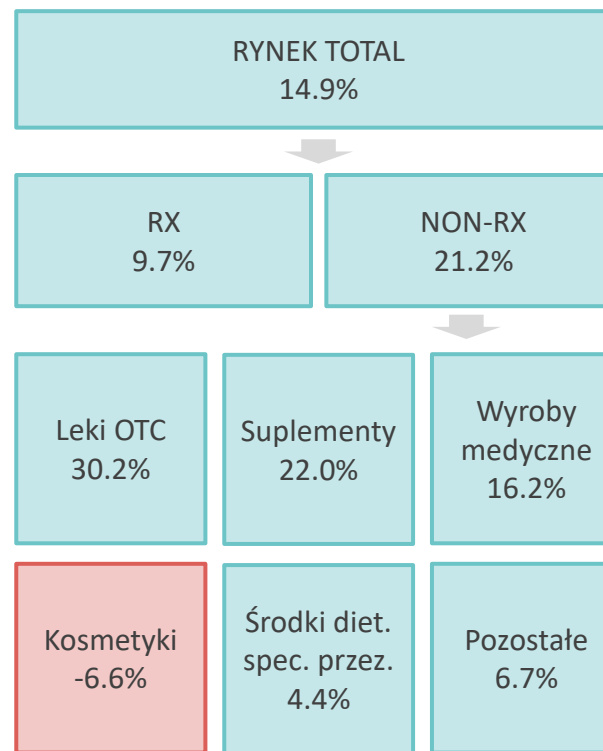 RYNEK TOTAL
14.9%
RX
9.7%
NON-RX
21.2%
Leki OTC
30.2%
Suplementy
22.0%
Wyroby
medyczne
16.2%
Kosmetyki
-6.6%
Środki diet.
spec. przez.
4.4%
Pozostałe
6.7%